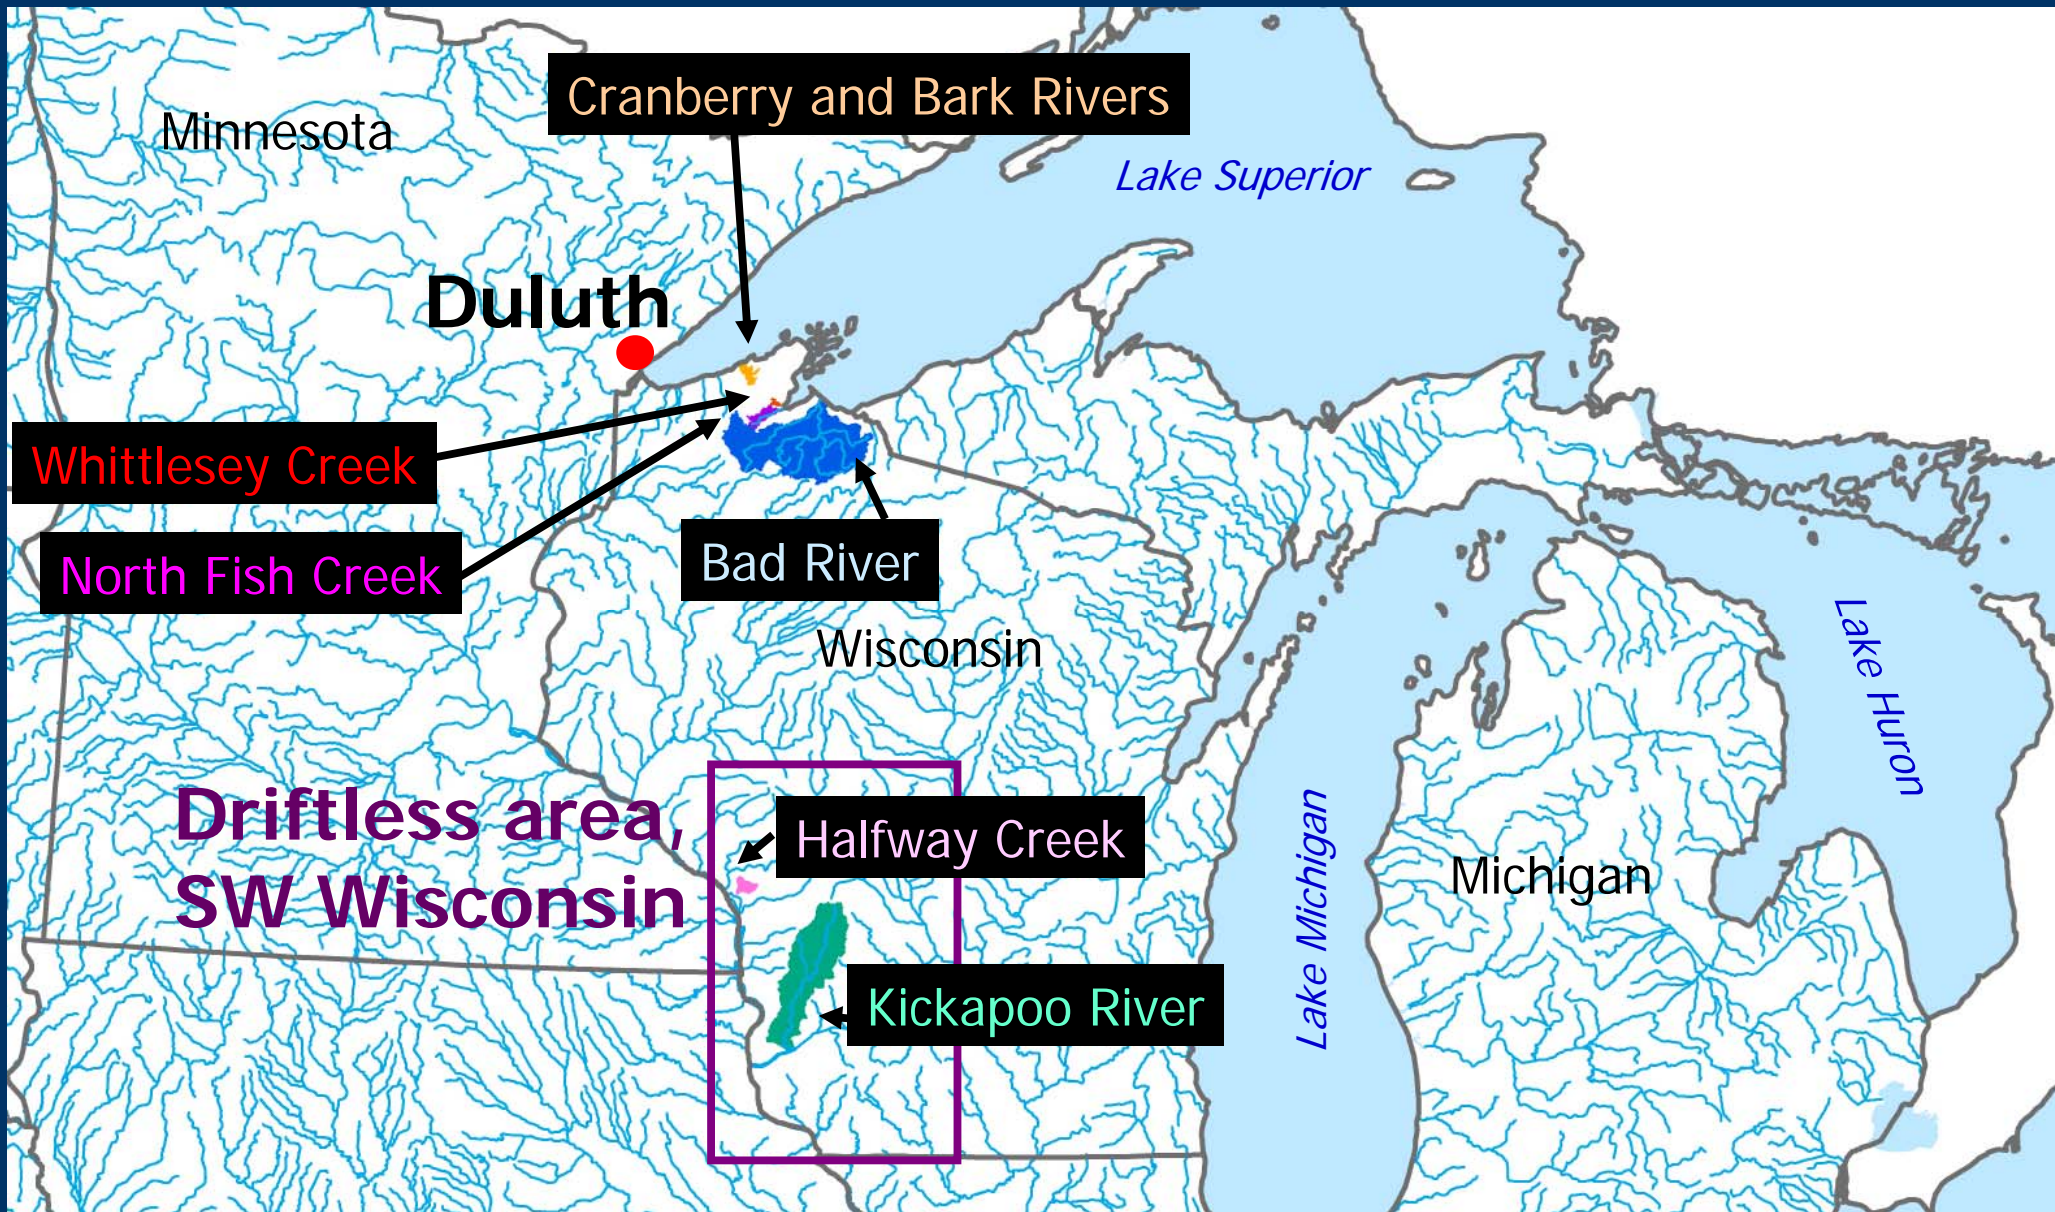 Cranberry and Bark Rivers
Minnesota
Lake Superior
Duluth
Whittlesey Creek
North Fish Creek
Bad River
Wisconsin
Lake Huron
Driftless area,
SW Wisconsin
Halfway Creek
Lake Michigan
Michigan
Kickapoo River